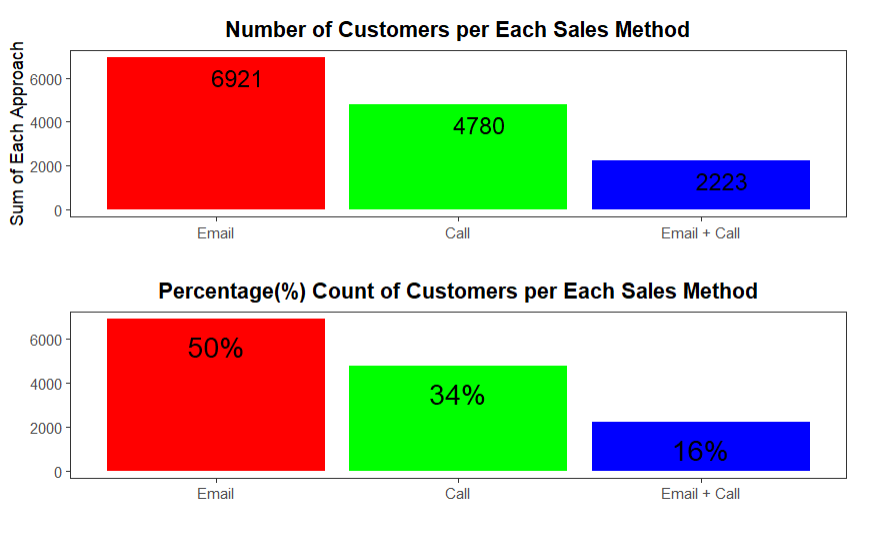 Number of Customers per Each Sales Method
Sum of Each Approach
6000
4000
2000
0
6921
4780
2223
Email
Call
Email + Call
Percentage(%) Count of Customers per Each Sales Method
6000
4000
2000
0
50%
34%
16%
Email
Call
Email + Call